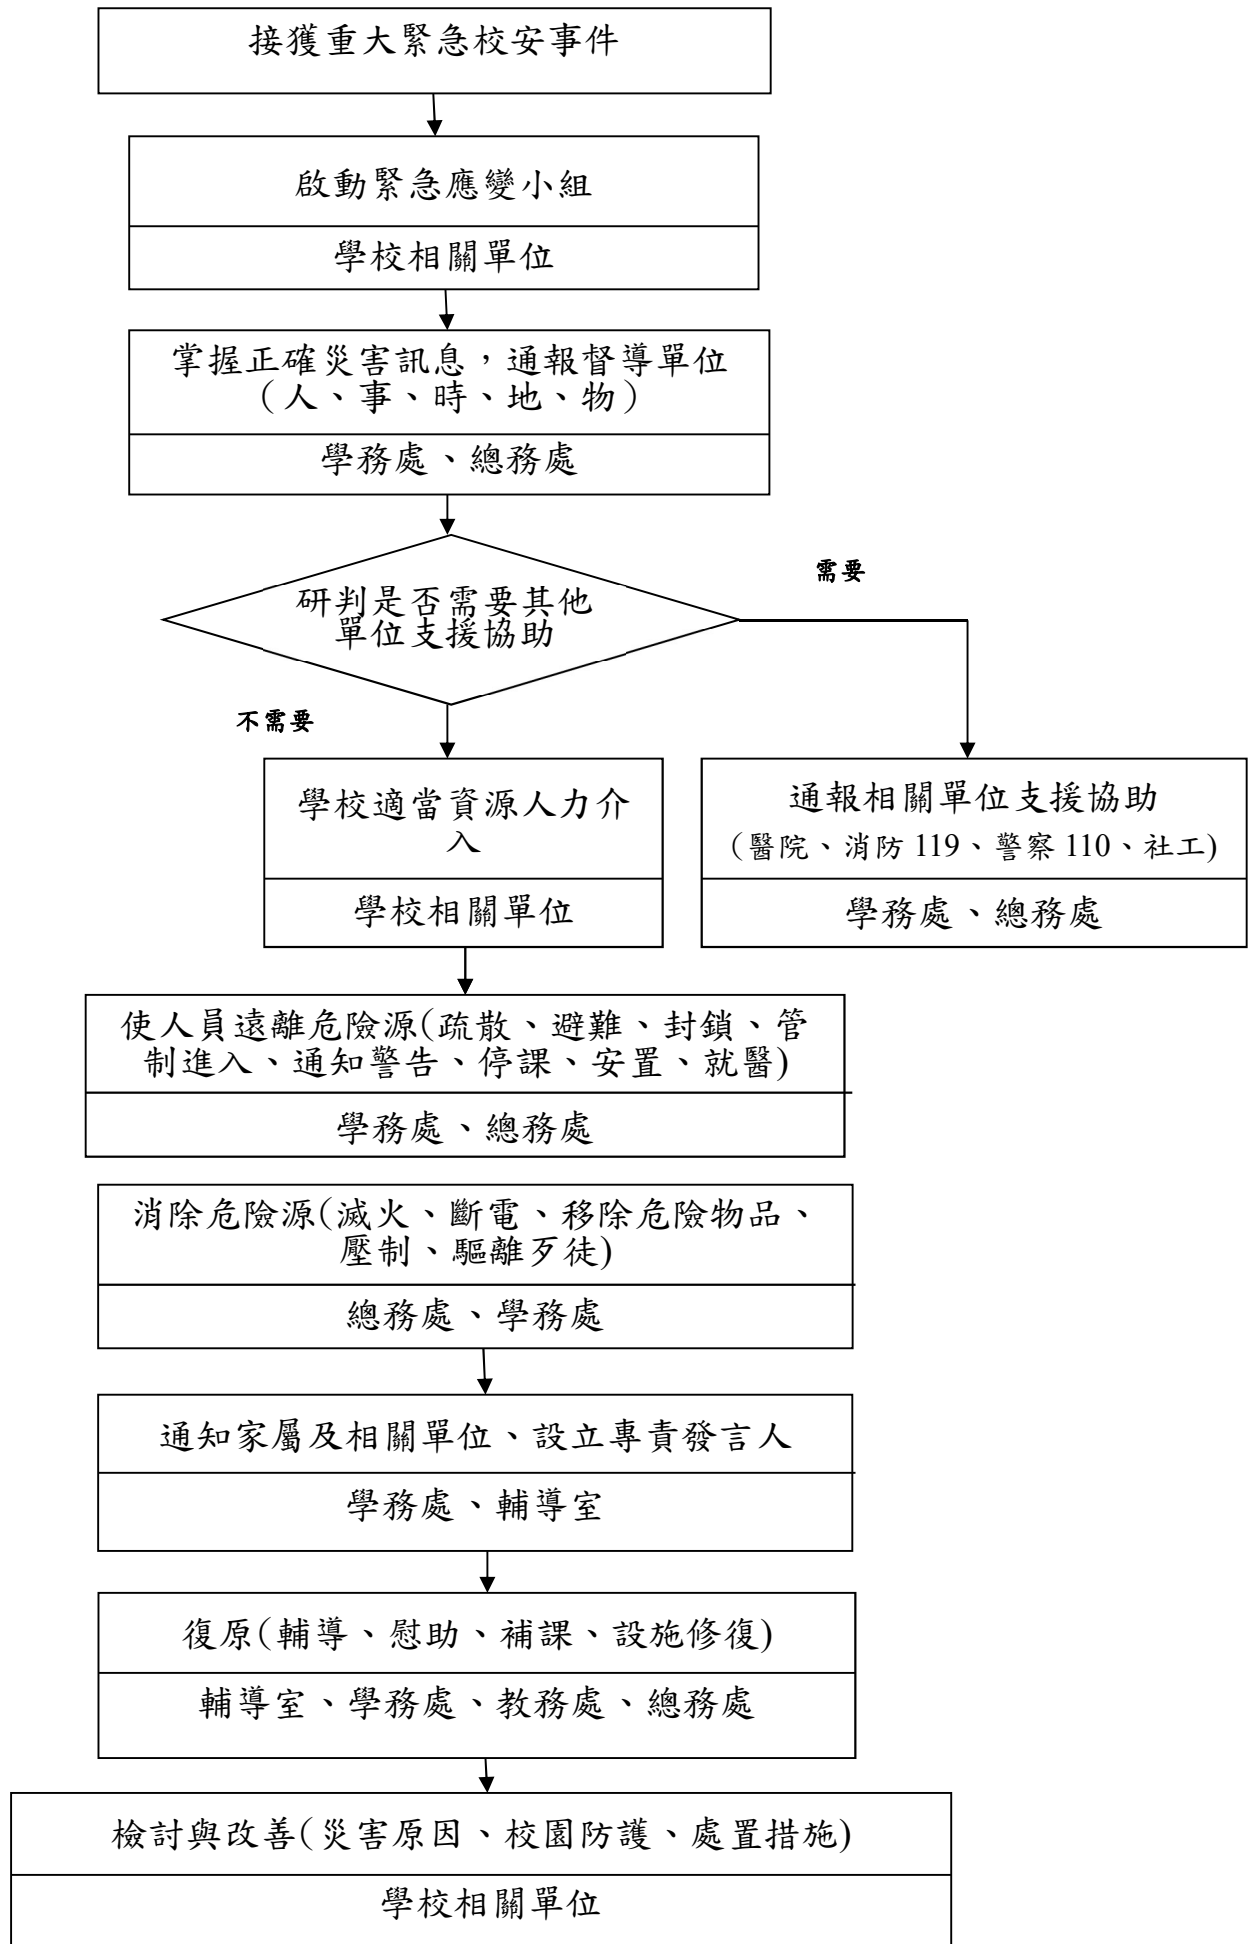 接獲重大緊急校安事件
啟動緊急應變小組
學校相關單位
掌握正確災害訊息，通報督導單位
（人、事、時、地、物）
學務處、總務處
需要
研判是否需要其他
單位支援協助
不需要
學校適當資源人力介
入
學校相關單位
通報相關單位支援協助
（醫院、消防 119、警察 110、社工)
學務處、總務處
使人員遠離危險源(疏散、避難、封鎖、管
制進入、通知警告、停課、安置、就醫)
學務處、總務處
消除危險源(滅火、斷電、移除危險物品、
壓制、驅離歹徒)
總務處、學務處
通知家屬及相關單位、設立專責發言人
學務處、輔導室
復原(輔導、慰助、補課、設施修復)
輔導室、學務處、教務處、總務處
檢討與改善(災害原因、校園防護、處置措施)
學校相關單位